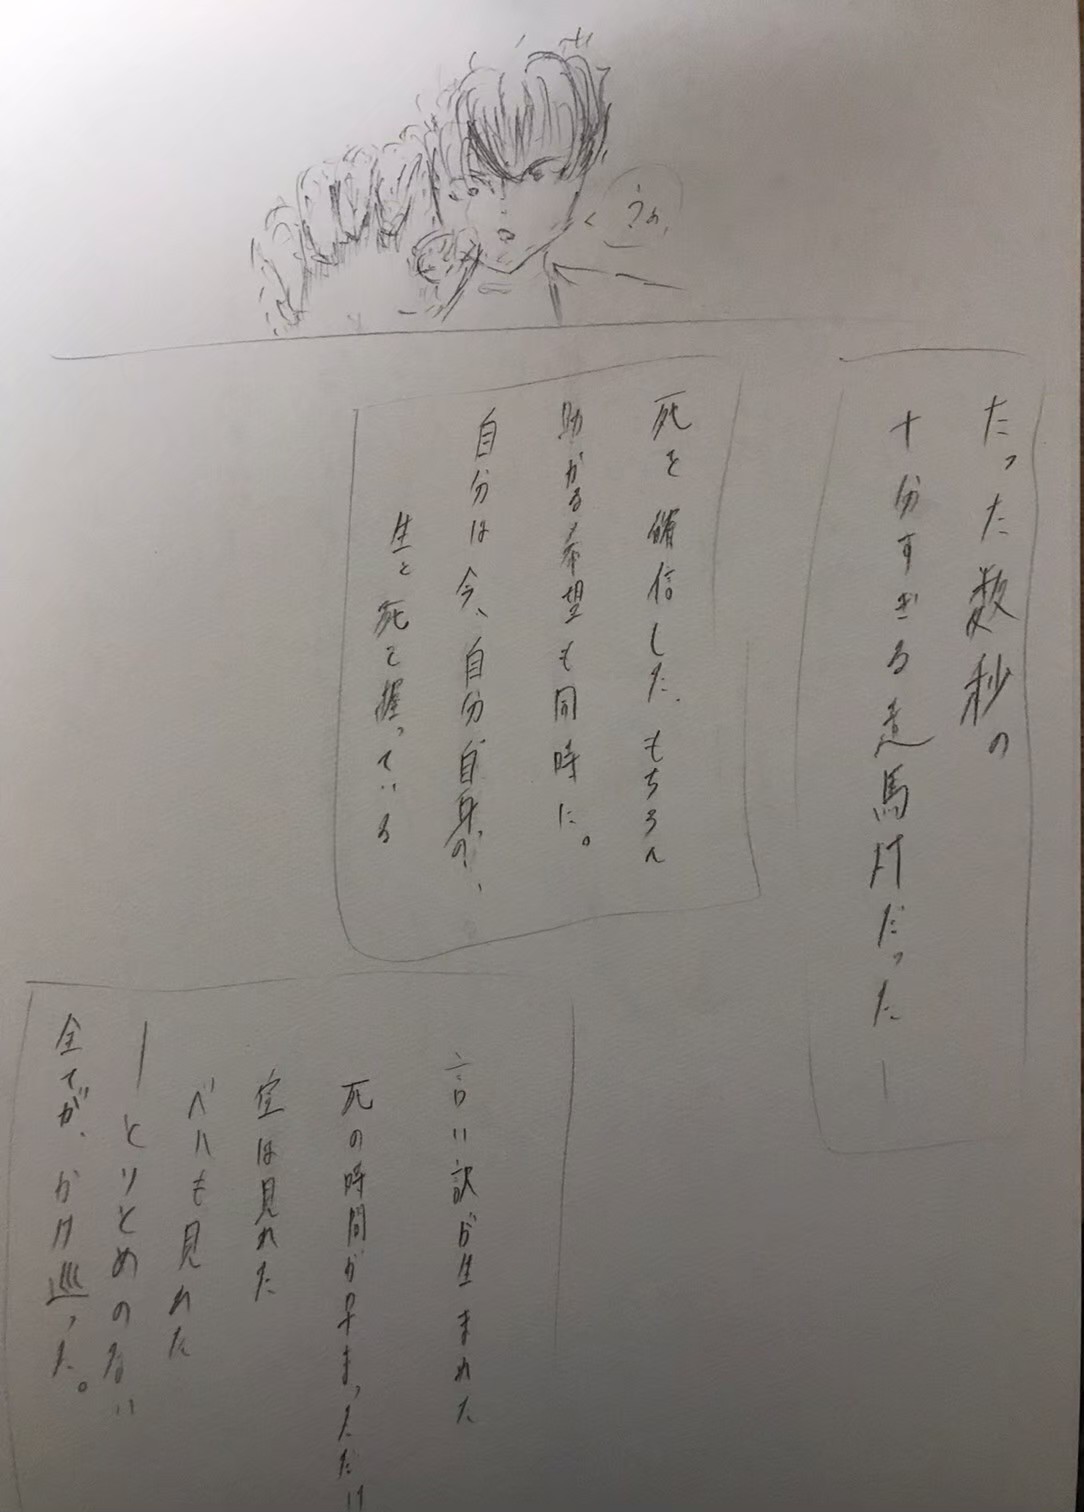 うぁ
たった数秒の
十分すぎる走馬灯だった―
死を確信した.もちろん
助かる希望も同時に。
自分は今、自分自身の、
生と死を握っている
言い訳が生まれた
死の時間が早まっただけ
空は見れた
ベルも見れた
―とりとめのない
全てが、かけ巡った。